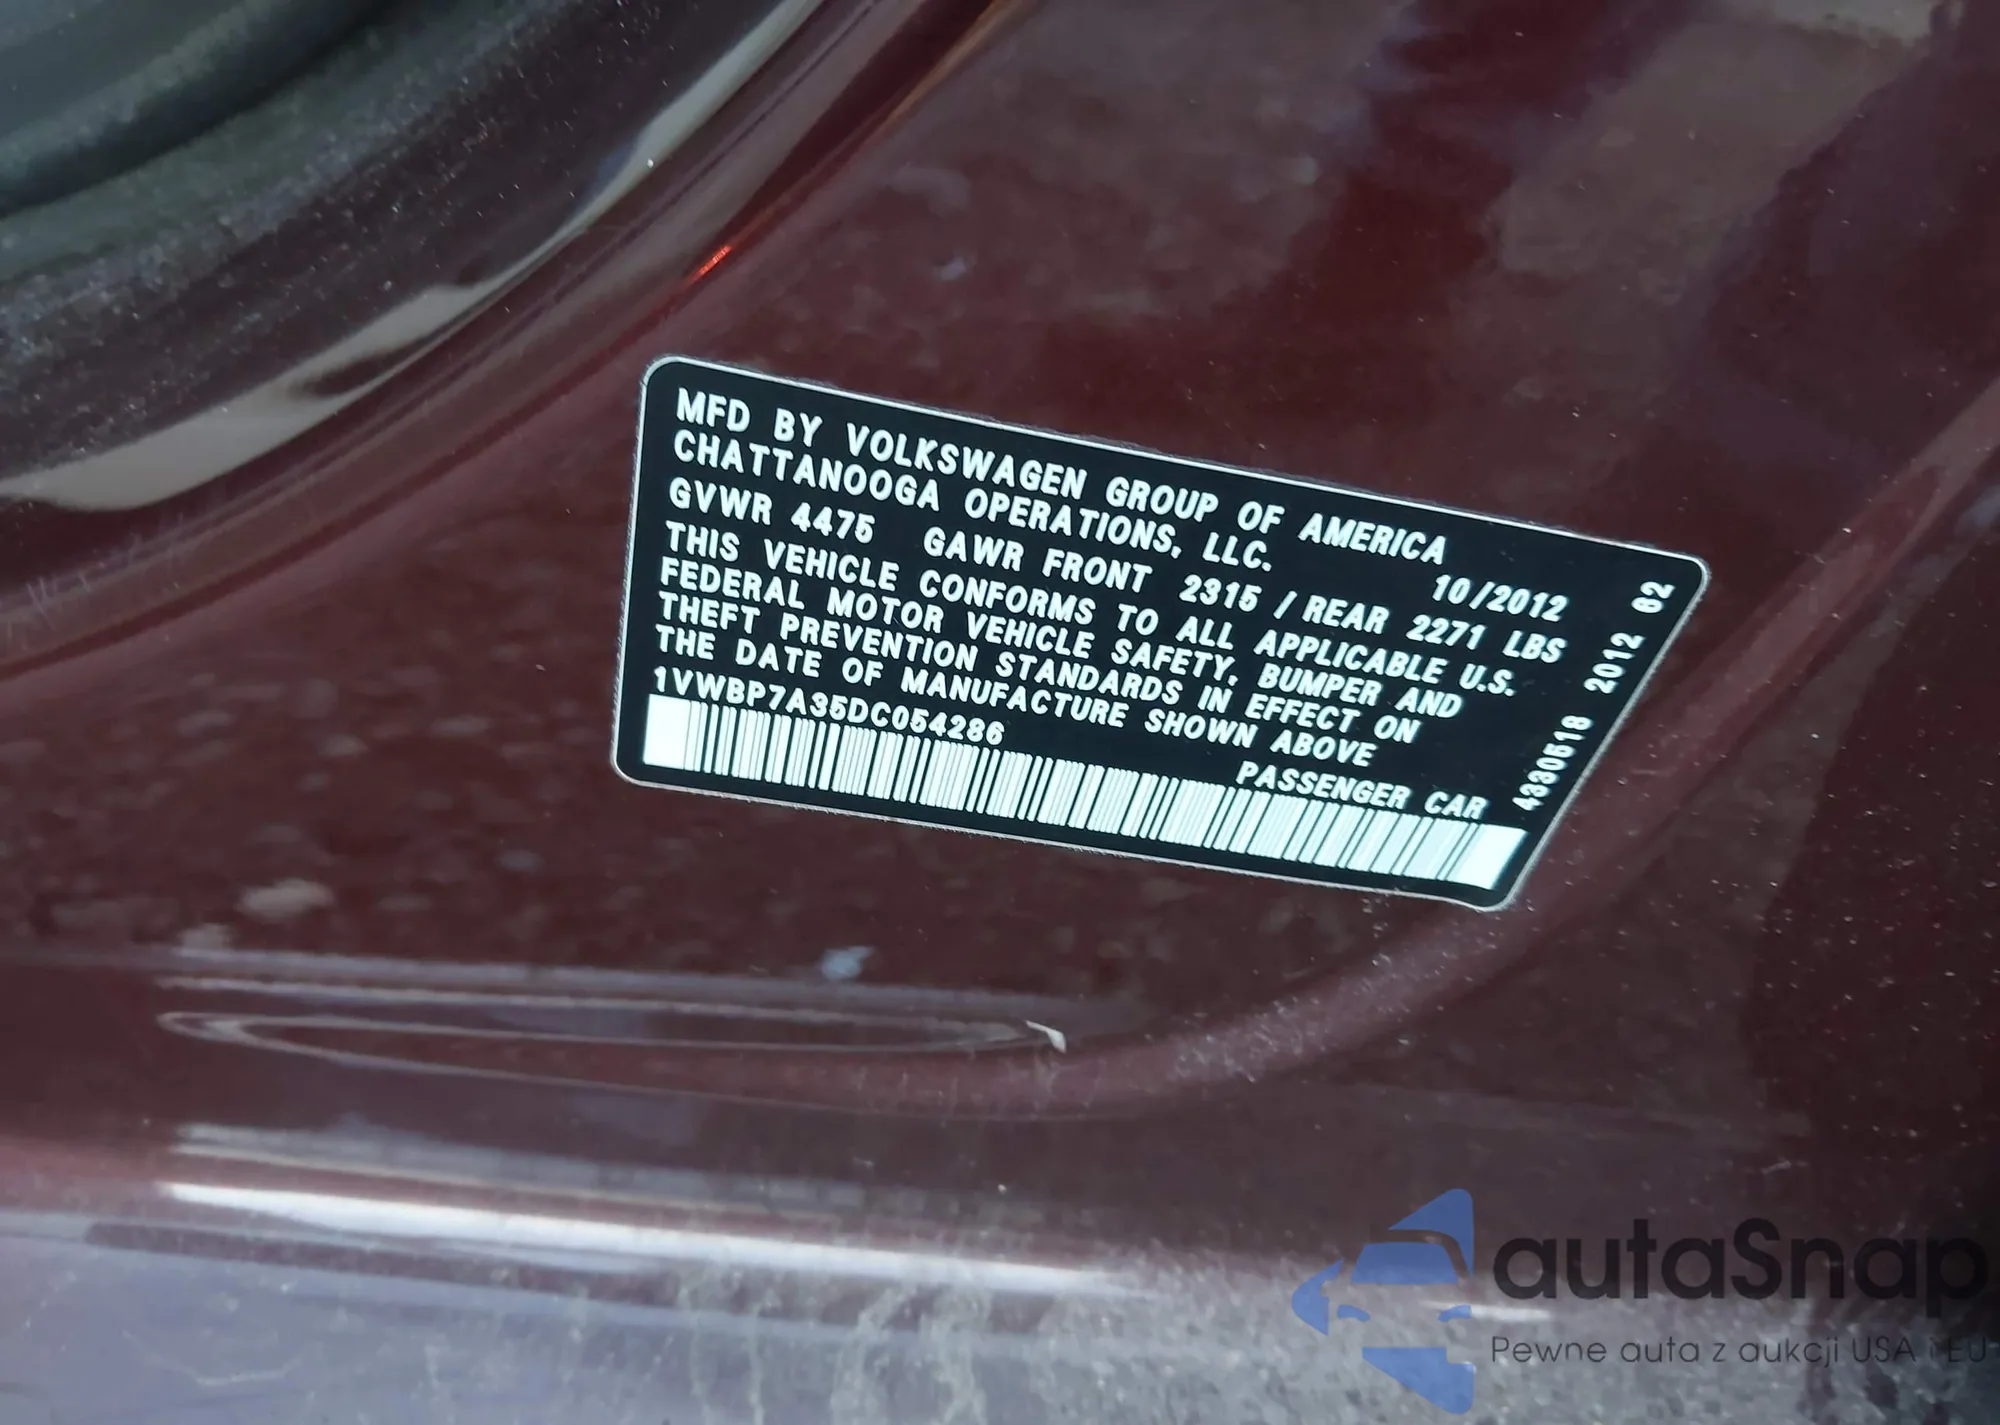 MFD BY VOLKSWAGEN GROUP OF AMERICA
CHATTANOOGA OPERATIONS, LLC. 10/2012
GVWR 4475 GAWR FRONT 2315 / REAR 2271 LBS
THIS VEHICLE CONFORMS TO ALL APPLICABLE U.S.
FEDERAL MOTOR VEHICLE SAFETY, BUMPER AND
THEFT PREVENTION STANDARDS IN EFFECT ON
THE DATE OF MANUFACTURE SHOWN ABOVE
1VWBP7A35DC054286
PASSENGER CAR
4330518 2012 02
autaSnap
Pewne auta z aukcji USA i EU